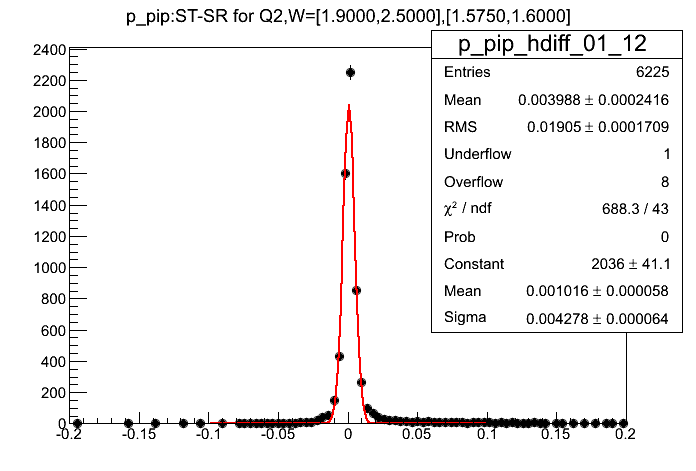 p_pip:ST-SR for Q2,W=[1.9000,2.5000],[1.5750,1.6000]
p_pip_hdiff_01_12
Entries 6225
Mean 0.003988 ± 0.0002416
RMS 0.01905 ± 0.0001709
Underflow 1
Overflow 8
χ² / ndf 688.3 / 43
Prob 0
Constant 2036 ± 41.1
Mean 0.001016 ± 0.000058
Sigma 0.004278 ± 0.000064
2400
2200
2000
1800
1600
1400
1200
1000
800
600
400
200
0
-0.2 -0.15 -0.1 -0.05 0 0.05 0.1 0.15 0.2